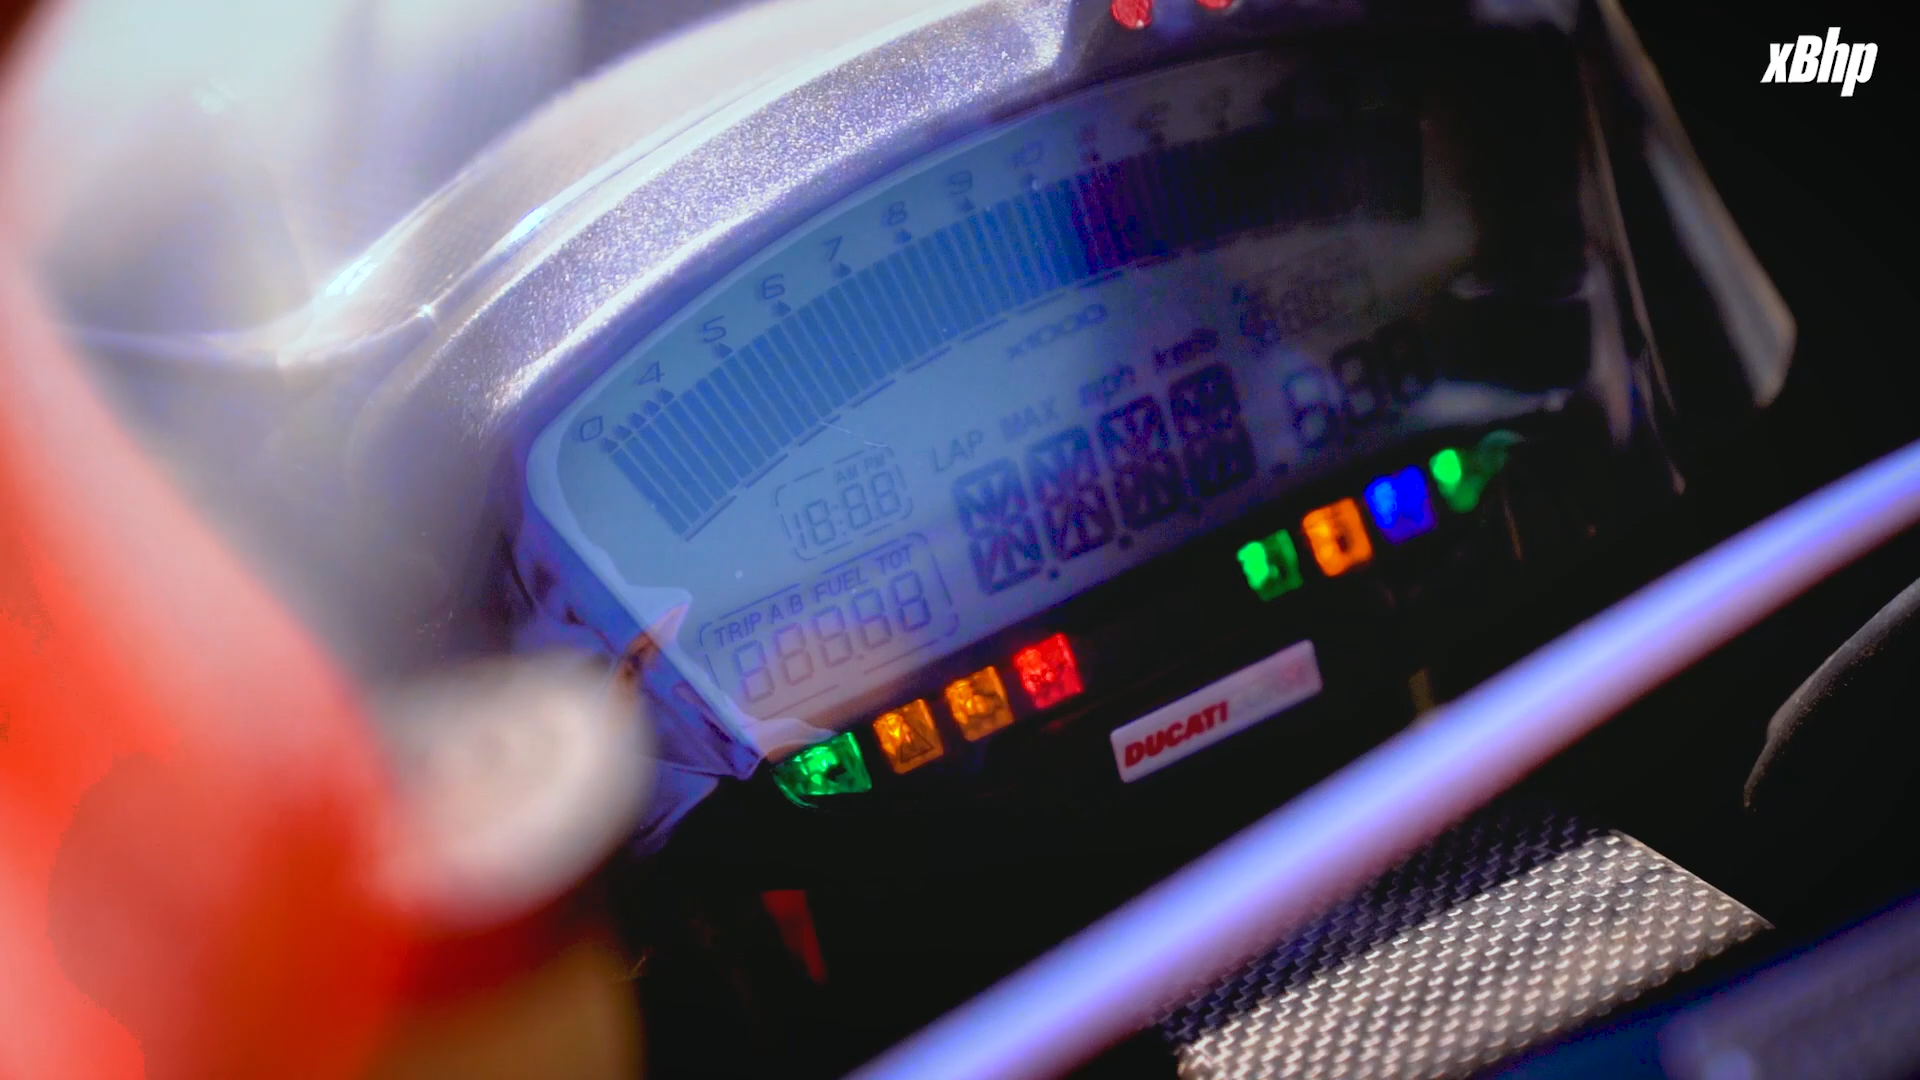 xBhp
0 4 5 6 7 8 9 10
x1000
LAP MAX mph km/h
AM PM
18:88
TRIP A B FUEL TOT
88888
DUCATI